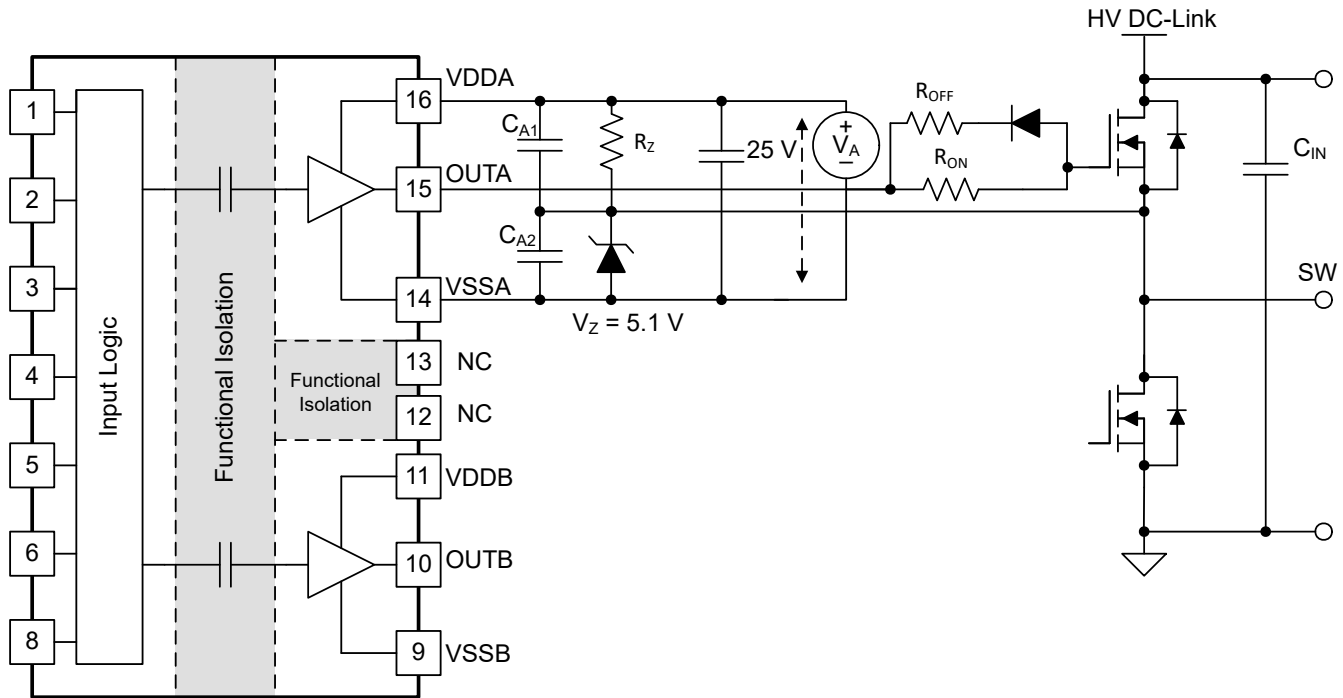 HV DC-Link
1
2
3
4
5
6
8
Input Logic
Functional Isolation
Functional
Isolation
16
VDDA
15
OUTA
14
VSSA
13
NC
12
NC
11
VDDB
10
OUTB
9
VSSB
CA1
CA2
RZ
VZ = 5.1 V
25 V
+
VA
–
ROFF
RON
CIN
SW